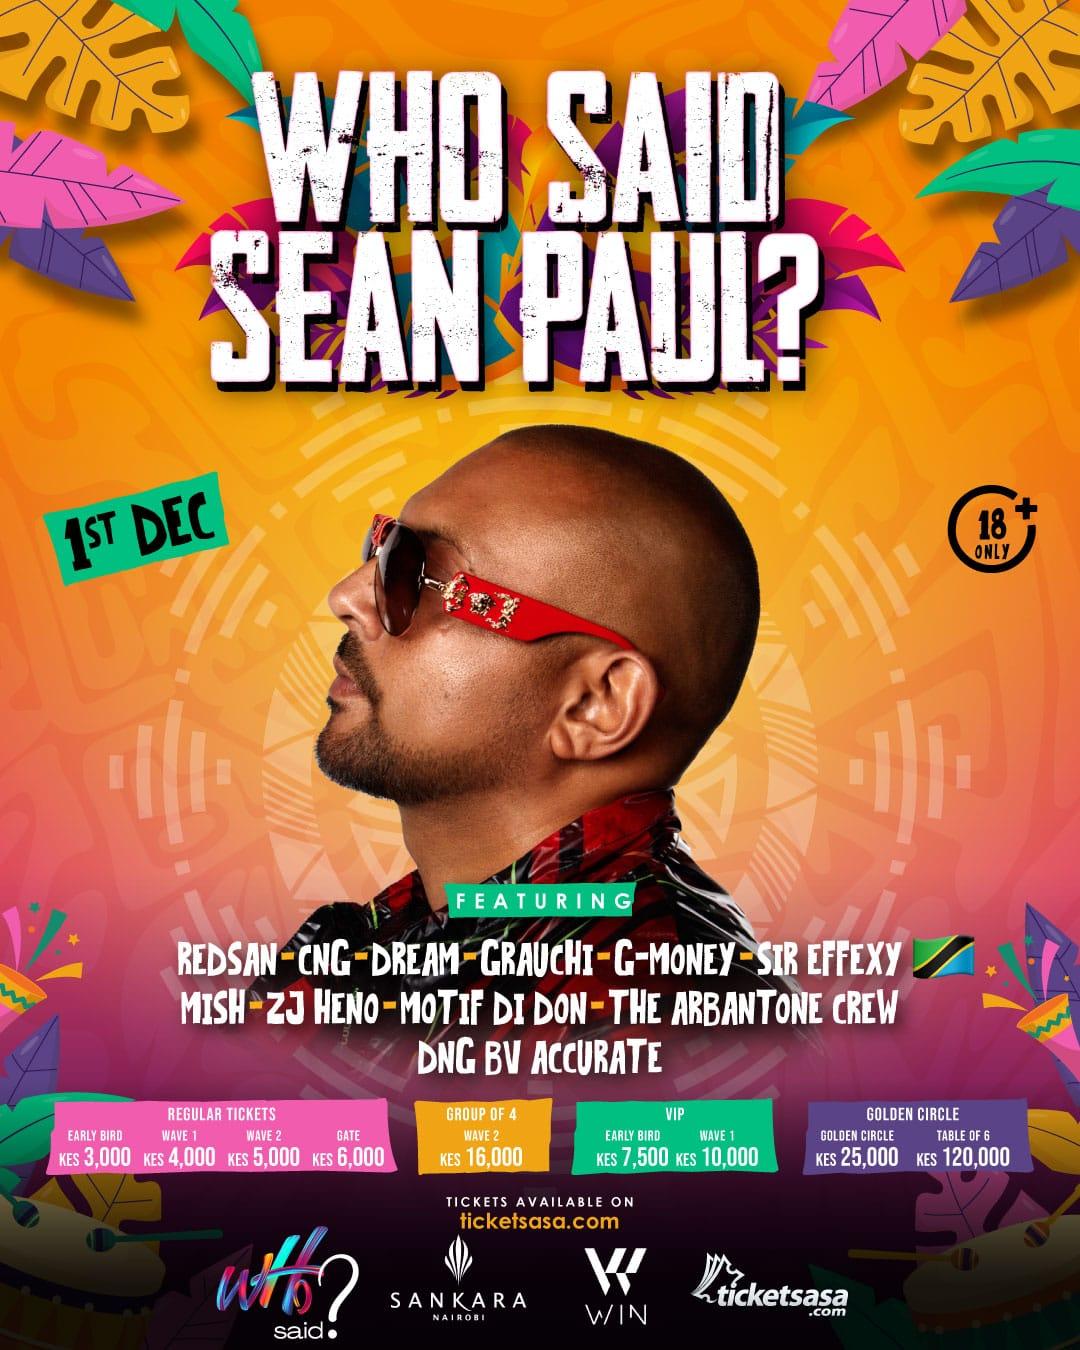 WHO SAID
SEAN PAUL?
1ST DEC
18+
ONLY
FEATURING
REDSAN-CNG-DREAM-GRAUCHI-G-MONEY-SIR EFFEXY
MISH-ZJ HENO-MOTIF DI DON-THE ARBANTONE CREW
DNG BV ACCURATE
REGULAR TICKETS
EARLY BIRD WAVE 1 WAVE 2 GATE
KES 3,000 KES 4,000 KES 5,000 KES 6,000
GROUP OF 4
WAVE 2
KES 16,000
VIP
EARLY BIRD WAVE 1
KES 7,500 KES 10,000
GOLDEN CIRCLE
GOLDEN CIRCLE TABLE OF 6
KES 25,000 KES 120,000
TICKETS AVAILABLE ON
ticketsasa.com
wHo?
said
SANKARA
NAIROBI
WIN
ticketsasa
.com